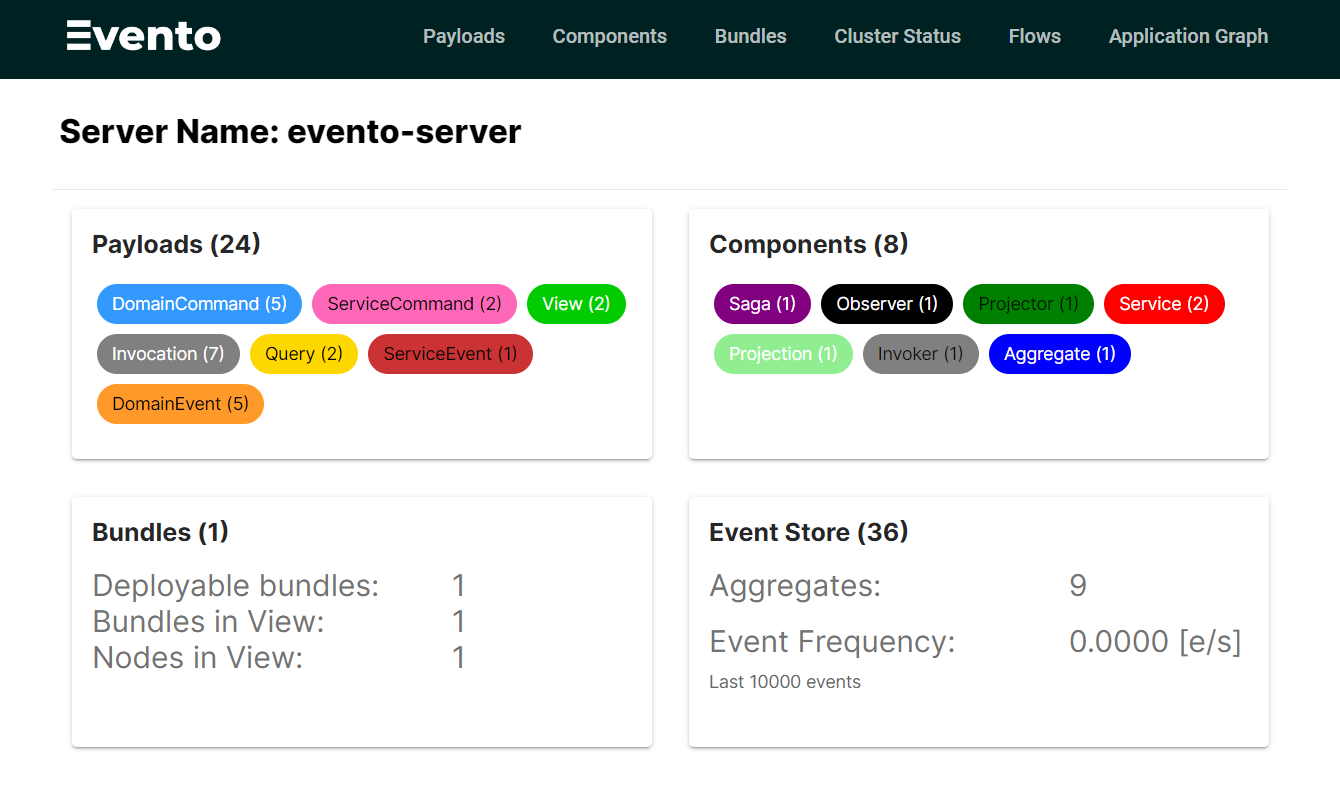 Evento
Payloads Components Bundles Cluster Status Flows Application Graph
Server Name: evento-server
Payloads (24)
DomainCommand (5) ServiceCommand (2) View (2)
Invocation (7) Query (2) ServiceEvent (1)
DomainEvent (5)
Components (8)
Saga (1) Observer (1) Projector (1) Service (2)
Projection (1) Invoker (1) Aggregate (1)
Bundles (1)
Deployable bundles: 1
Bundles in View: 1
Nodes in View: 1
Event Store (36)
Aggregates: 9
Event Frequency: 0.0000 [e/s]
Last 10000 events